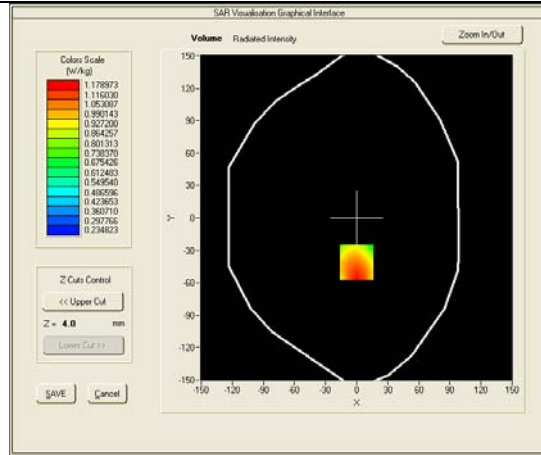 SAR Visualisation Graphical Interface
Volume Radiated Intensity
Zoom In/Out
Colors Scale
(W/kg)
1.178973
1.116030
1.053087
0.990143
0.927200
0.864257
0.801313
0.738370
0.675426
0.612483
0.549540
0.486596
0.423653
0.360710
0.297766
0.234823
Z-Cuts Control
<< Upper Cut
Z = 4.0 mm
Lower Cut >>
SAVE Cancel
150-
120-
90-
60-
30-
0-
-30-
-60-
-90-
-120-
-150-
Y
-150 -120 -90 -60 -30 0 30 60 90 120 150
X